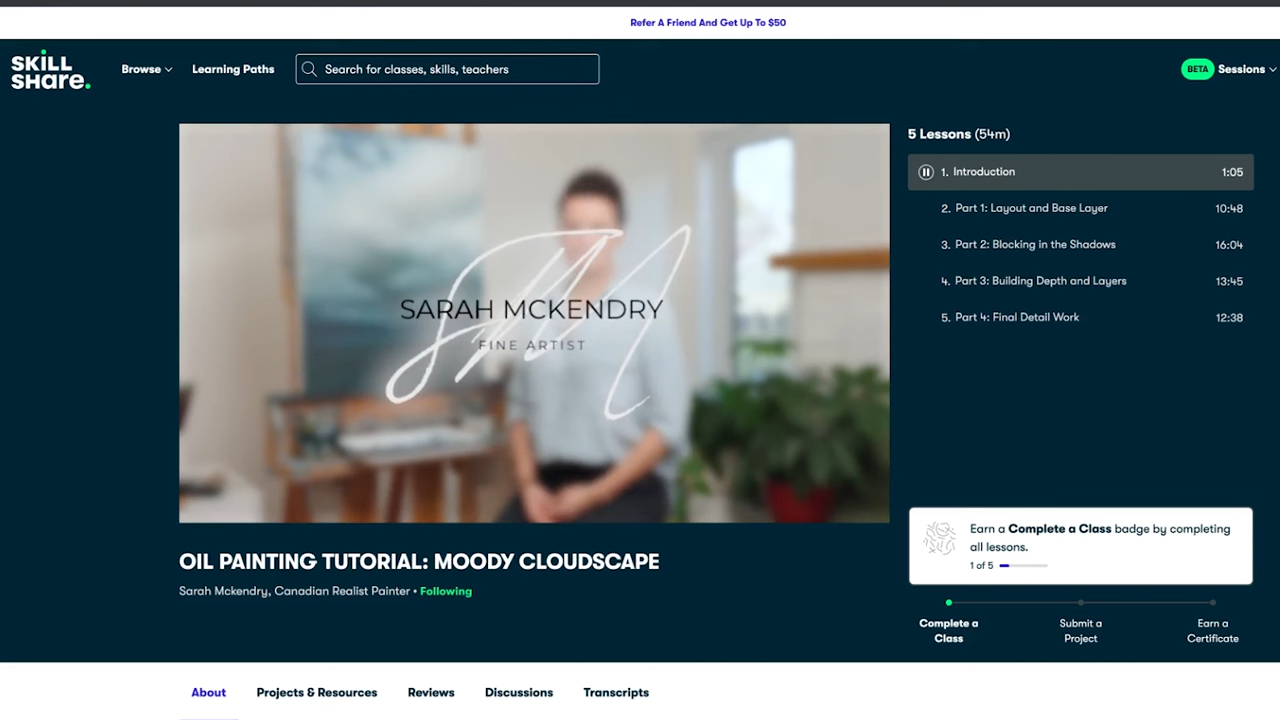 Refer A Friend And Get Up To $50
SKILL
SHare.
Browse
Learning Paths
Search for classes, skills, teachers
BETA
Sessions
SARAH MCKENDRY
FINE ARTIST
5 Lessons (54m)
1. Introduction 1:05
2. Part 1: Layout and Base Layer 10:48
3. Part 2: Blocking in the Shadows 16:04
4. Part 3: Building Depth and Layers 13:45
5. Part 4: Final Detail Work 12:38
Earn a Complete a Class badge by completing
all lessons.
1 of 5
Complete a
Class
Submit a
Project
Earn a
Certificate
OIL PAINTING TUTORIAL: MOODY CLOUDSCAPE
Sarah Mckendry, Canadian Realist Painter • Following
About Projects & Resources Reviews Discussions Transcripts